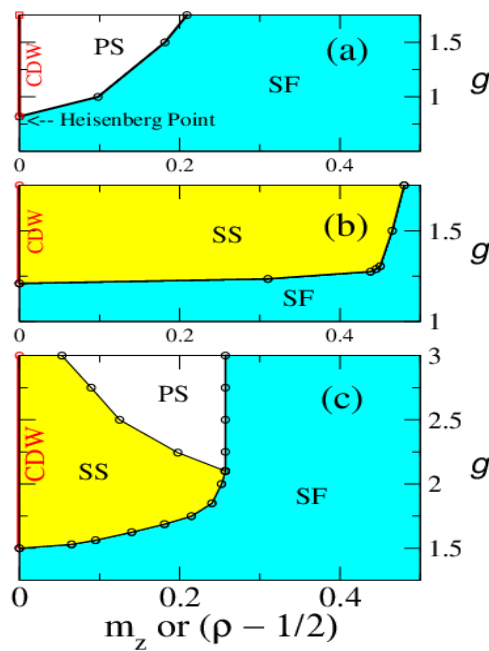 CDW
PS
(a)
SF
1.5
g
1
<-- Heisenberg Point
0
0.2
0.4
CDW
SS
(b)
1.5
g
SF
1
0
0.2
0.4
3
PS
(c)
2.5
g
CDW
SS
2
SF
1.5
0
0.2
0.4
m_z or (ρ − 1/2)